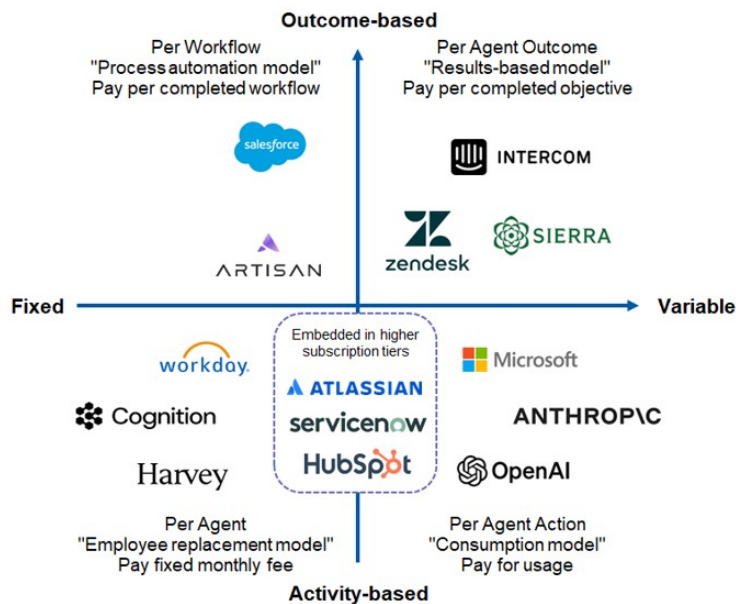 Outcome-based
Per Workflow
"Process automation model"
Pay per completed workflow
Per Agent Outcome
"Results-based model"
Pay per completed objective
salesforce
INTERCOM
ARTISAN
zendesk
SIERRA
Fixed
Variable
Embedded in higher
subscription tiers
workday.
Microsoft
ATLASSIAN
Cognition
servicenow
ANTHROP\C
Harvey
HubSpot
OpenAI
Per Agent
"Employee replacement model"
Pay fixed monthly fee
Per Agent Action
"Consumption model"
Pay for usage
Activity-based